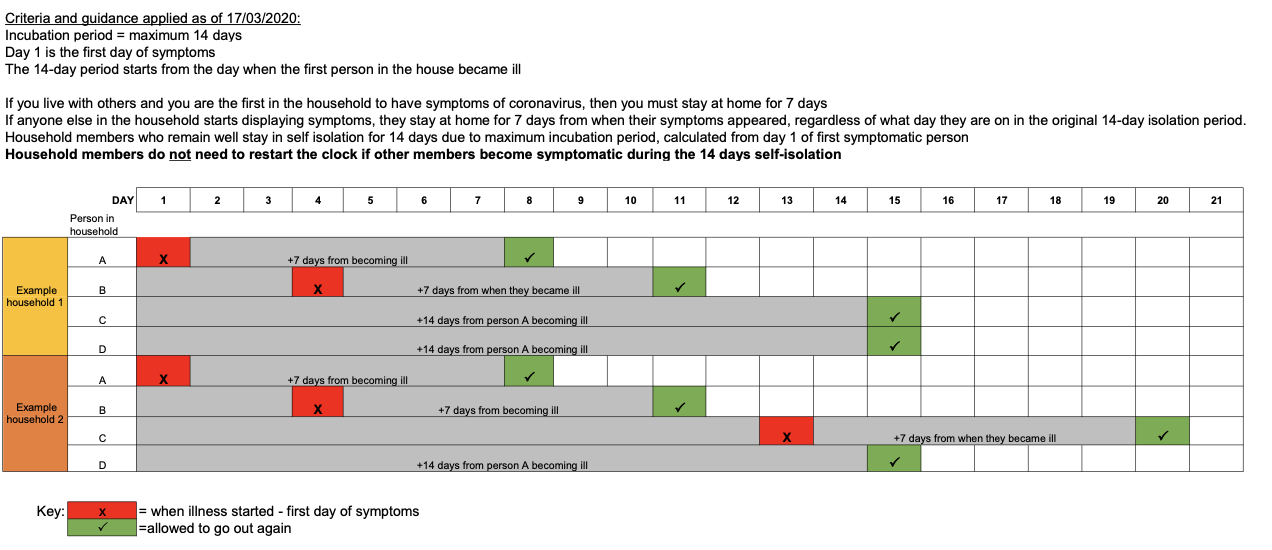 Criteria and guidance applied as of 17/03/2020:
Incubation period = maximum 14 days
Day 1 is the first day of symptoms
The 14-day period starts from the day when the first person in the house became ill
If you live with others and you are the first in the household to have symptoms of coronavirus, then you must stay at home for 7 days
If anyone else in the household starts displaying symptoms, they stay at home for 7 days from when their symptoms appeared, regardless of what day they are on in the original 14-day isolation period.
Household members who remain well stay in self isolation for 14 days due to maximum incubation period, calculated from day 1 of first symptomatic person
Household members do not need to restart the clock if other members become symptomatic during the 14 days self-isolation
DAY 1 2 3 4 5 6 7 8 9 10 11 12 13 14 15 16 17 18 19 20 21
Person in
household
Example
household 1
A X +7 days from becoming ill ✓
B X +7 days from when they became ill ✓
C +14 days from person A becoming ill ✓
D +14 days from person A becoming ill ✓
Example
household 2
A X +7 days from becoming ill ✓
B X +7 days from becoming ill ✓
C X +7 days from when they became ill ✓
D +14 days from person A becoming ill ✓
Key: X = when illness started - first day of symptoms
✓ =allowed to go out again